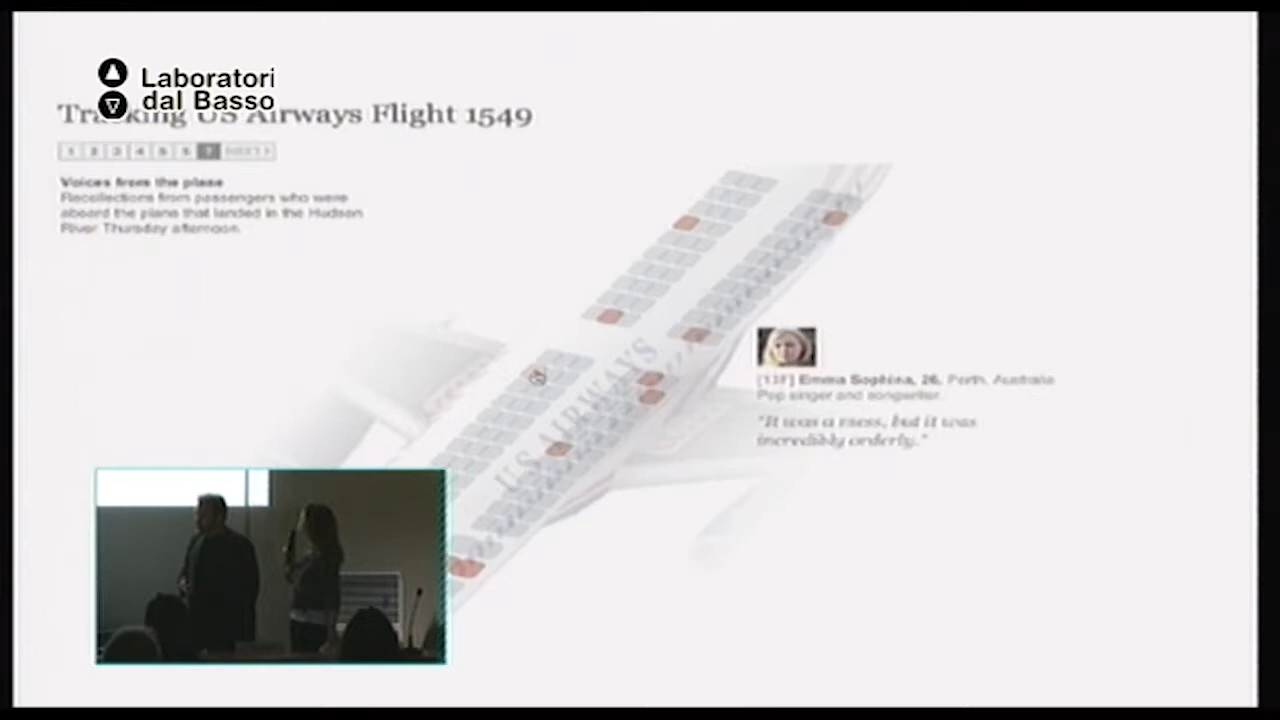 Laboratori
dal Basso
Tracking US Airways Flight 1549
1 2 3 4 5 6 7 NEXT
Voices from the plane
Recollections from passengers who were
aboard the plane that landed in the Hudson
River Thursday afternoon.
US AIRWAYS
Emma Sophina, 26, Perth, Australia
Pop singer and songwriter.
"It was a mess, but it was
incredibly orderly."